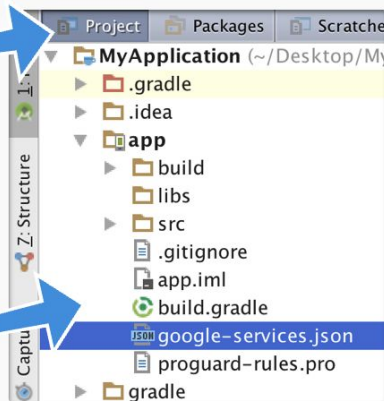 Project Packages Scratche
MyApplication (~/Desktop/My
.gradle
.idea
app
build
libs
src
.gitignore
app.iml
build.gradle
JSON google-services.json
proguard-rules.pro
gradle
Z: Structure
Captu